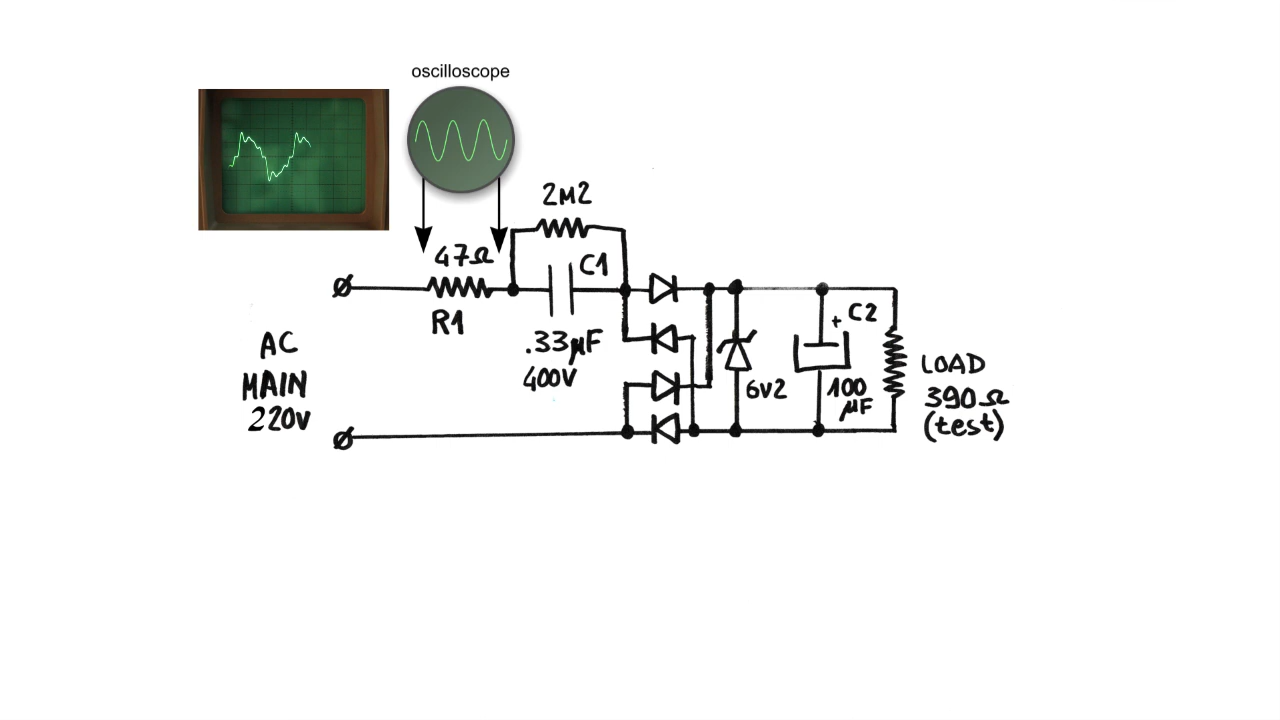 oscilloscope
2M2
47Ω
C1
R1
.33µF
400V
AC
MAIN
220V
+ C2
6V2
100
µF
LOAD
390Ω
(test)